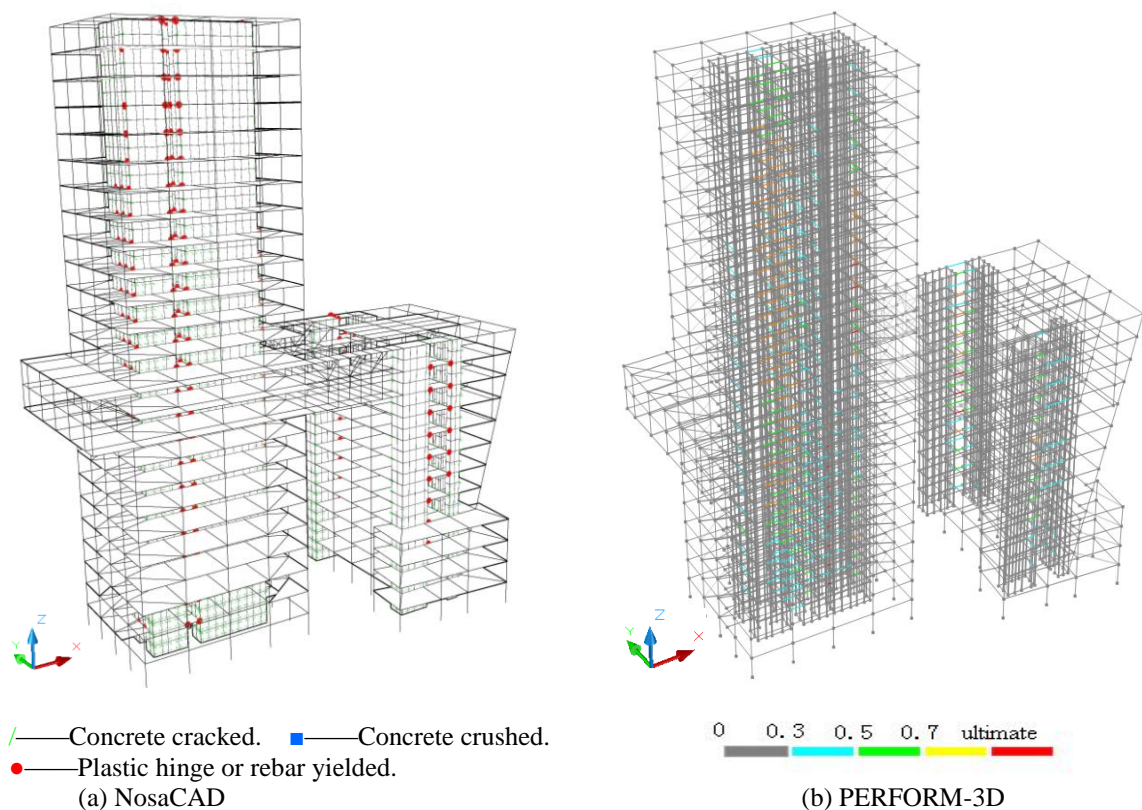 Z
Y
X
Z
Y
X
/——Concrete cracked. ■——Concrete crushed.
●——Plastic hinge or rebar yielded.
(a) NosaCAD
0 0.3 0.5 0.7 ultimate
(b) PERFORM-3D